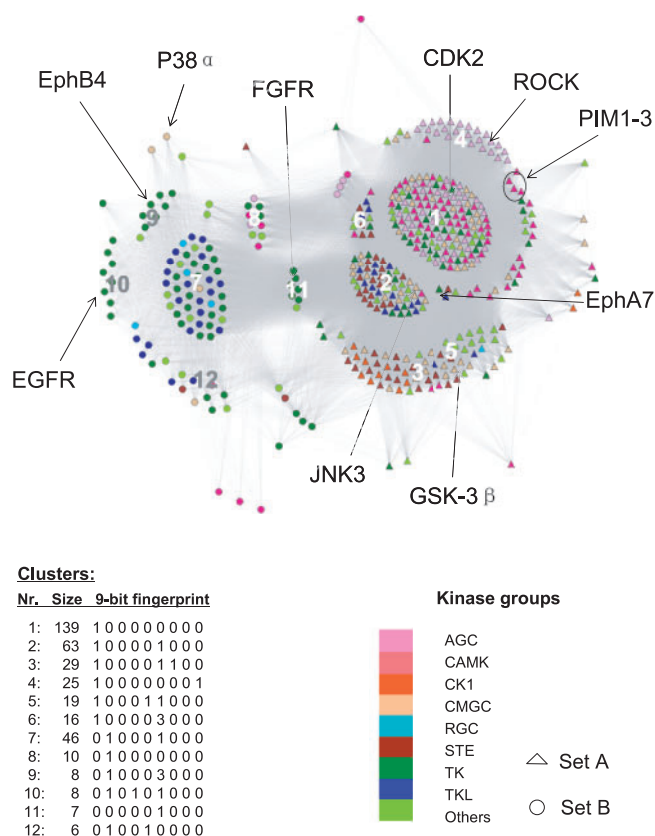 CDK2
P38 α
ROCK
EphB4
FGFR
PIM1-3
4
9
8
6
1
10
7
11
2
EphA7
EGFR
12
5
3
JNK3
GSK-3 β
Clusters:
Nr. Size 9-bit fingerprint
1: 139 1 0 0 0 0 0 0 0 0
2: 63 1 0 0 0 0 1 0 0 0
3: 29 1 0 0 0 0 1 1 0 0
4: 25 1 0 0 0 0 0 0 0 1
5: 19 1 0 0 0 1 1 0 0 0
6: 16 1 0 0 0 0 3 0 0 0
7: 46 0 1 0 0 0 1 0 0 0
8: 10 0 1 0 0 0 0 0 0 0
9: 8 0 1 0 0 0 3 0 0 0
10: 8 0 1 0 1 0 1 0 0 0
11: 7 0 0 0 0 0 1 0 0 0
12: 6 0 1 0 0 1 0 0 0 0
Kinase groups
AGC
CAMK
CK1
CMGC
RGC
STE
TK
TKL
Others
Set A
Set B